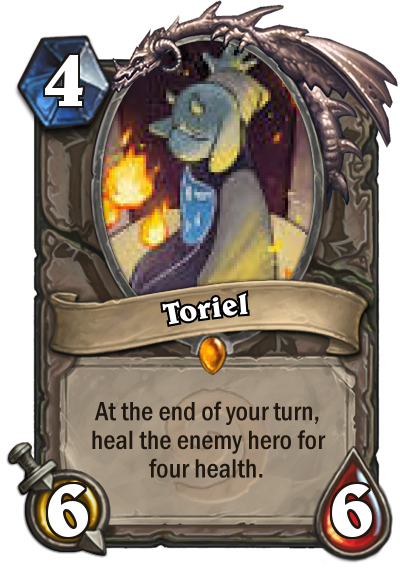 4
Toriel
At the end of your turn,
heal the enemy hero for
four health.
6 6